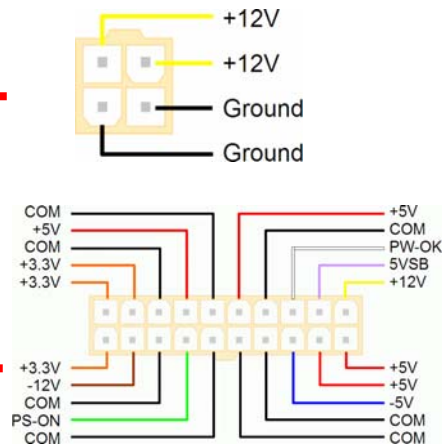 +12V
+12V
Ground
Ground
COM
+5V
COM
+3.3V
+3.3V
+5V
COM
PW-OK
5VSB
+12V
+3.3V
-12V
COM
PS-ON
COM
+5V
+5V
-5V
COM
COM